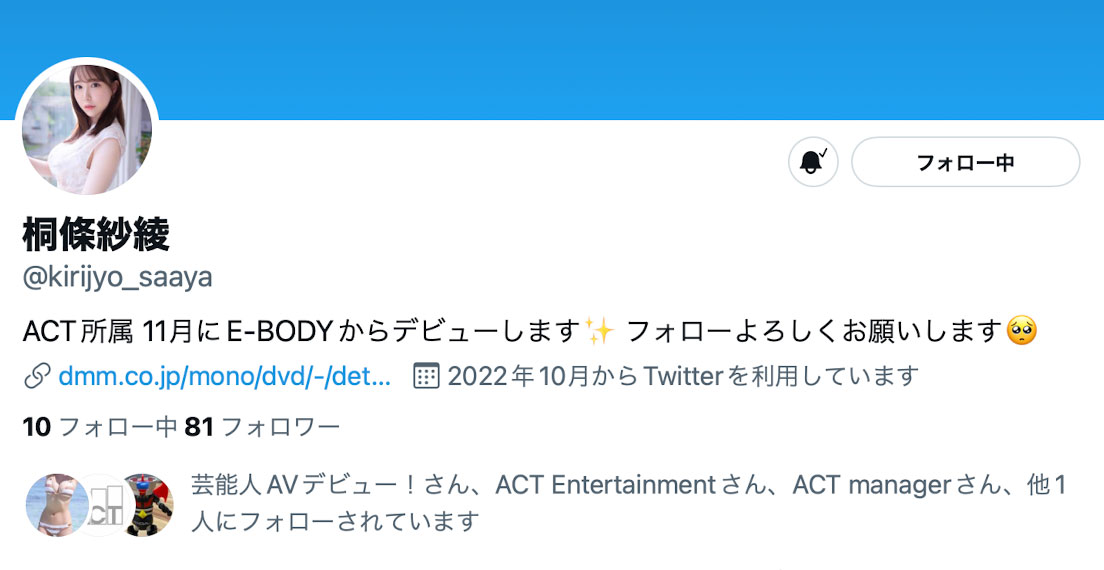 フォロー中
桐條紗綾
@kirijyo_saaya
ACT所属 11月にE-BODYからデビューします✨ フォローよろしくお願いします🥺
dmm.co.jp/mono/dvd/-/det... 2022年10月からTwitterを利用しています
10 フォロー中 81 フォロワー
CT
芸能人AVデビュー！さん、ACT Entertainmentさん、ACT managerさん、他1
人にフォローされています